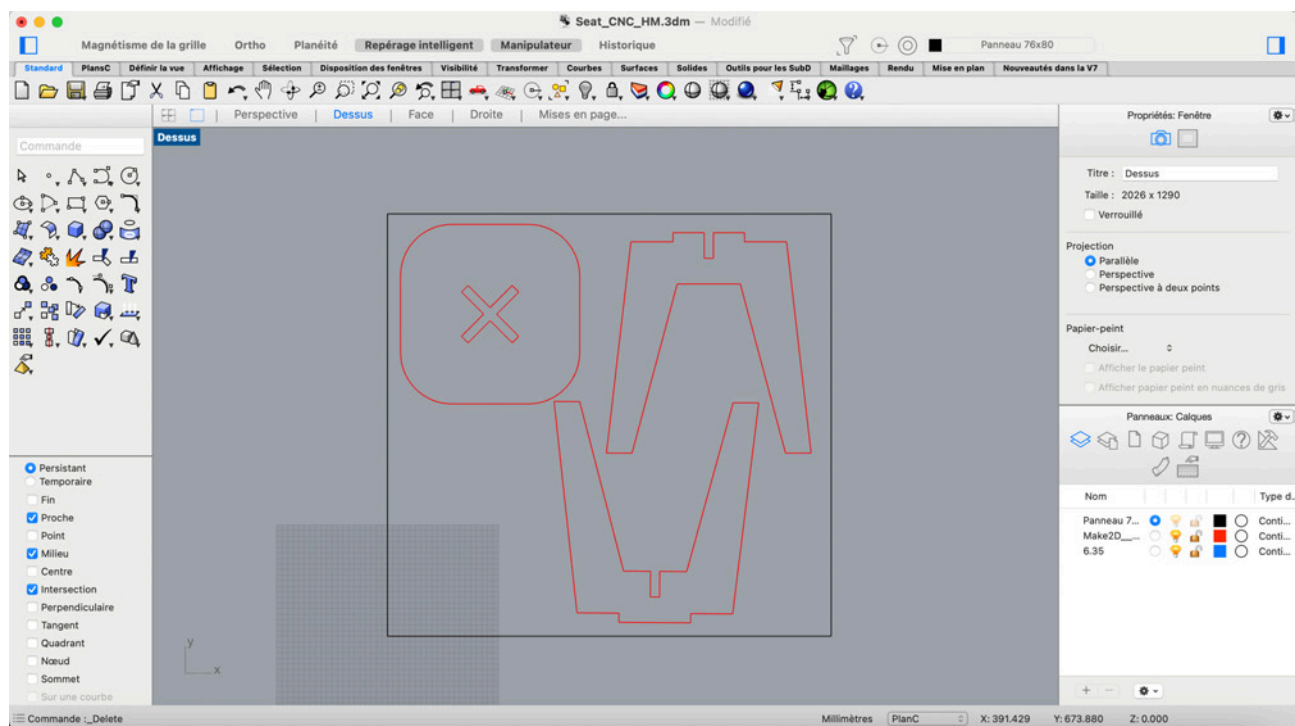 Seat_CNC_HM.3dm — Modifié
Magnétisme de la grille Ortho Planéité Repérage intelligent Manipulateur Historique Panneau 76x80
Standard PlansC Définir la vue Affichage Sélection Disposition des fenêtres Visibilité Transformer Courbes Surfaces Solides Outils pour les SubD Maillages Rendu Mise en plan Nouveautés dans la V7
Perspective | Dessus | Face | Droite | Mises en page...
Commande
Dessus
y
x
Persistant
Temporaire
Fin
Proche
Point
Milieu
Centre
Intersection
Perpendiculaire
Tangent
Quadrant
Nœud
Sommet
Sur une courbe
Propriétés: Fenêtre
Titre : Dessus
Taille : 2026 x 1290
Verrouillé
Projection
Parallèle
Perspective
Perspective à deux points
Papier-peint
Choisir...
Afficher le papier peint
Afficher papier peint en nuances de gris
Panneaux: Calques
Nom Type d...
Panneau 7... Conti...
Make2D__... Conti...
6.35 Conti...
Commande :_Delete Millimètres PlanC X: 391.429 Y: 673.880 Z: 0.000